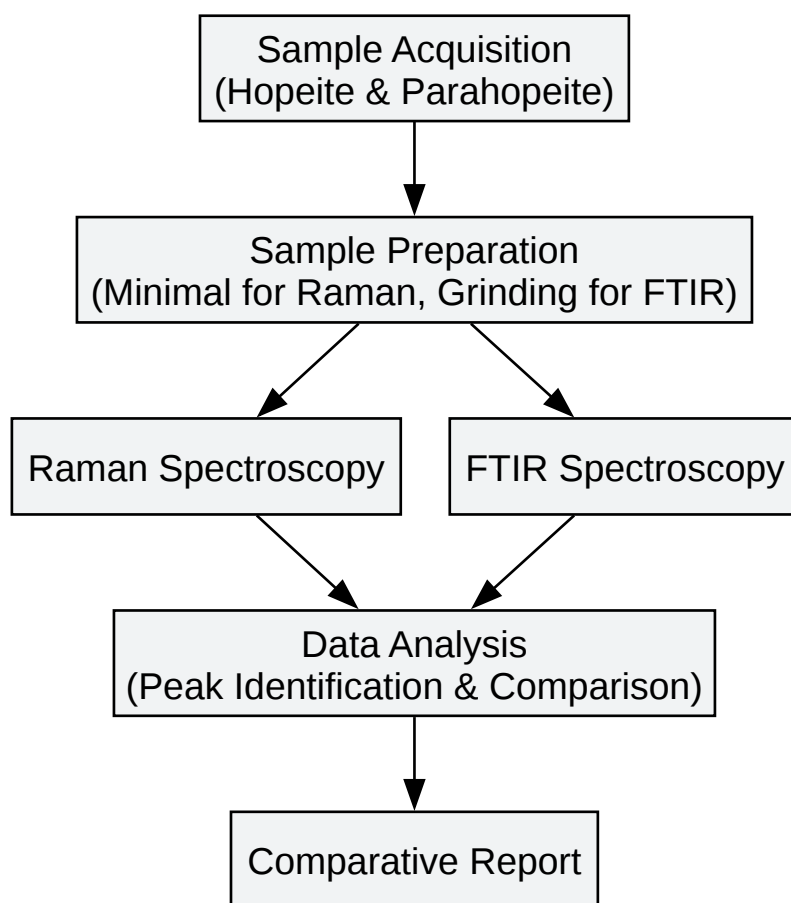 Sample Acquisition
(Hopeite & Parahopeite)
Sample Preparation
(Minimal for Raman, Grinding for FTIR)
Raman Spectroscopy
FTIR Spectroscopy
Data Analysis
(Peak Identification & Comparison)
Comparative Report